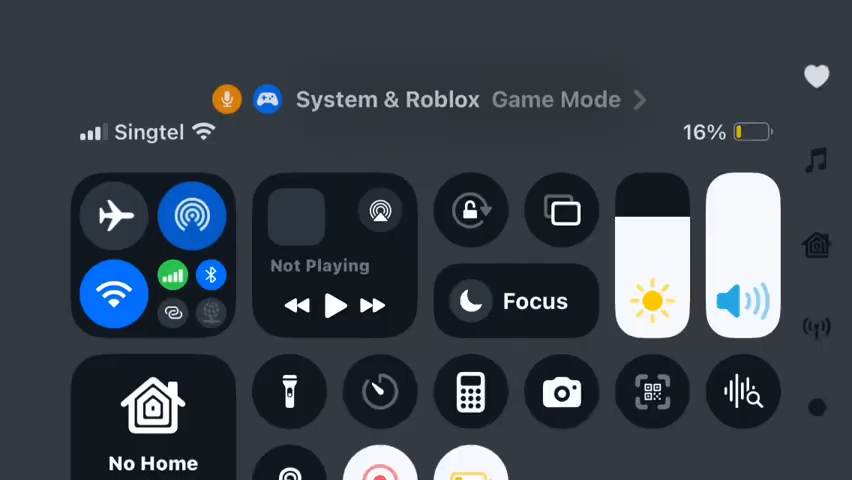 System & Roblox Game Mode
Singtel 16%
Not Playing
Focus
No Home